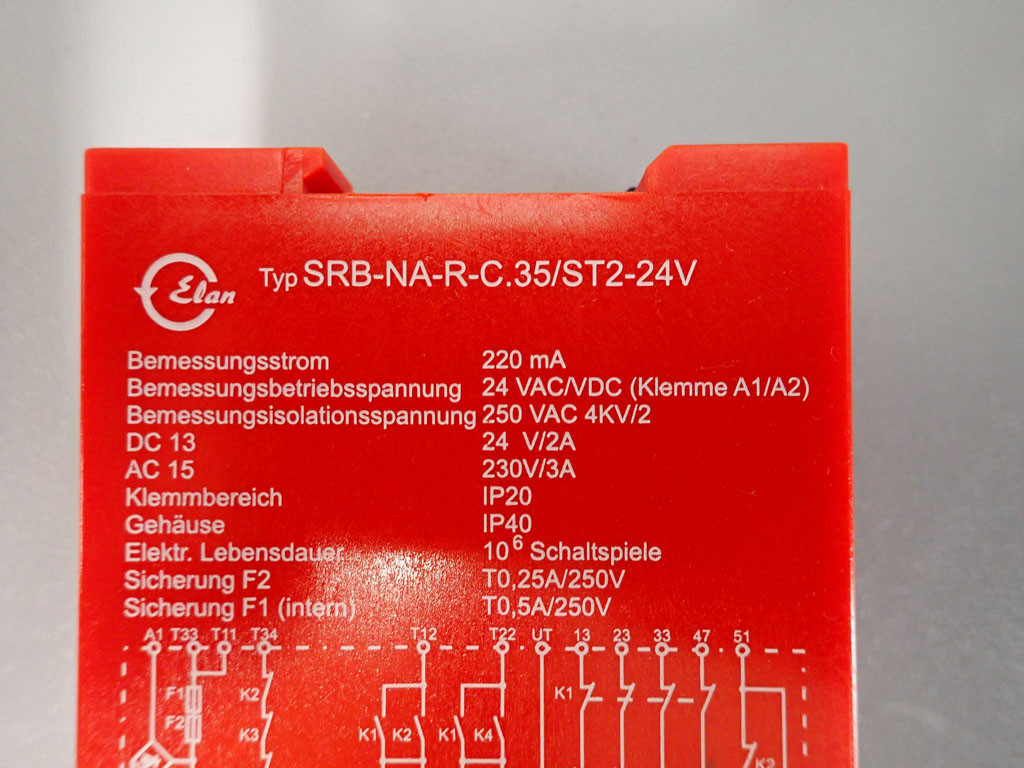 Elan
Typ SRB-NA-R-C.35/ST2-24V
Bemessungsstrom 220 mA
Bemessungsbetriebsspannung 24 VAC/VDC (Klemme A1/A2)
Bemessungsisolationsspannung 250 VAC 4KV/2
DC 13 24 V/2A
AC 15 230V/3A
Klemmbereich IP20
Gehäuse IP40
Elektr. Lebensdauer 10⁶ Schaltspiele
Sicherung F2 T0,25A/250V
Sicherung F1 (intern) T0,5A/250V
A1 T33 T11 T34 T12 T22 UT 13 23 33 47 51
F1 K2 K1
F2 K3 K1 K2 K1 K4
K2